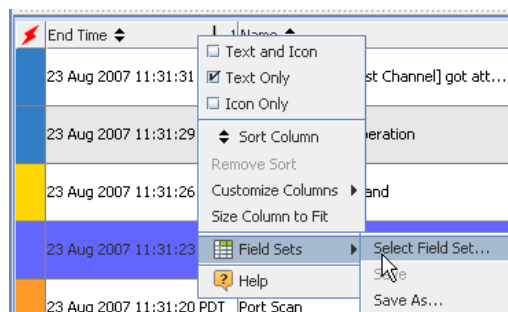 End Time 1 Name
Text and Icon
23 Aug 2007 11:31:31 Text Only st Channel] got att...
Icon Only
23 Aug 2007 11:31:29 Sort Column eration
Remove Sort
23 Aug 2007 11:31:26 Customize Columns and
Size Column to Fit
23 Aug 2007 11:31:23 Field Sets Select Field Set...
Help Save
23 Aug 2007 11:31:20 PDT Port Scan Save As...